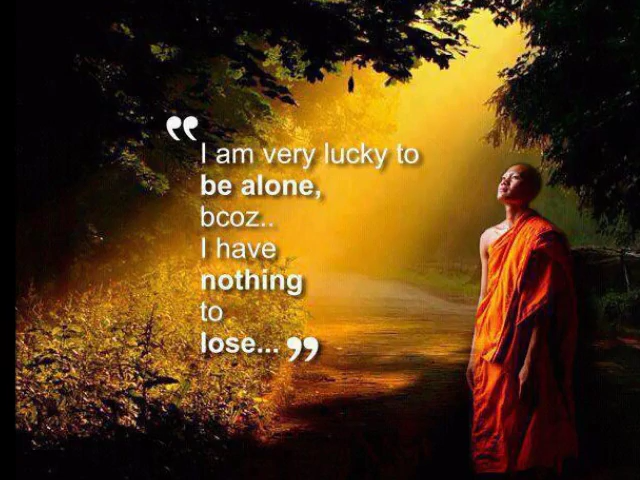 “
I am very lucky to
be alone,
bcoz..
I have
nothing
to
lose... ”